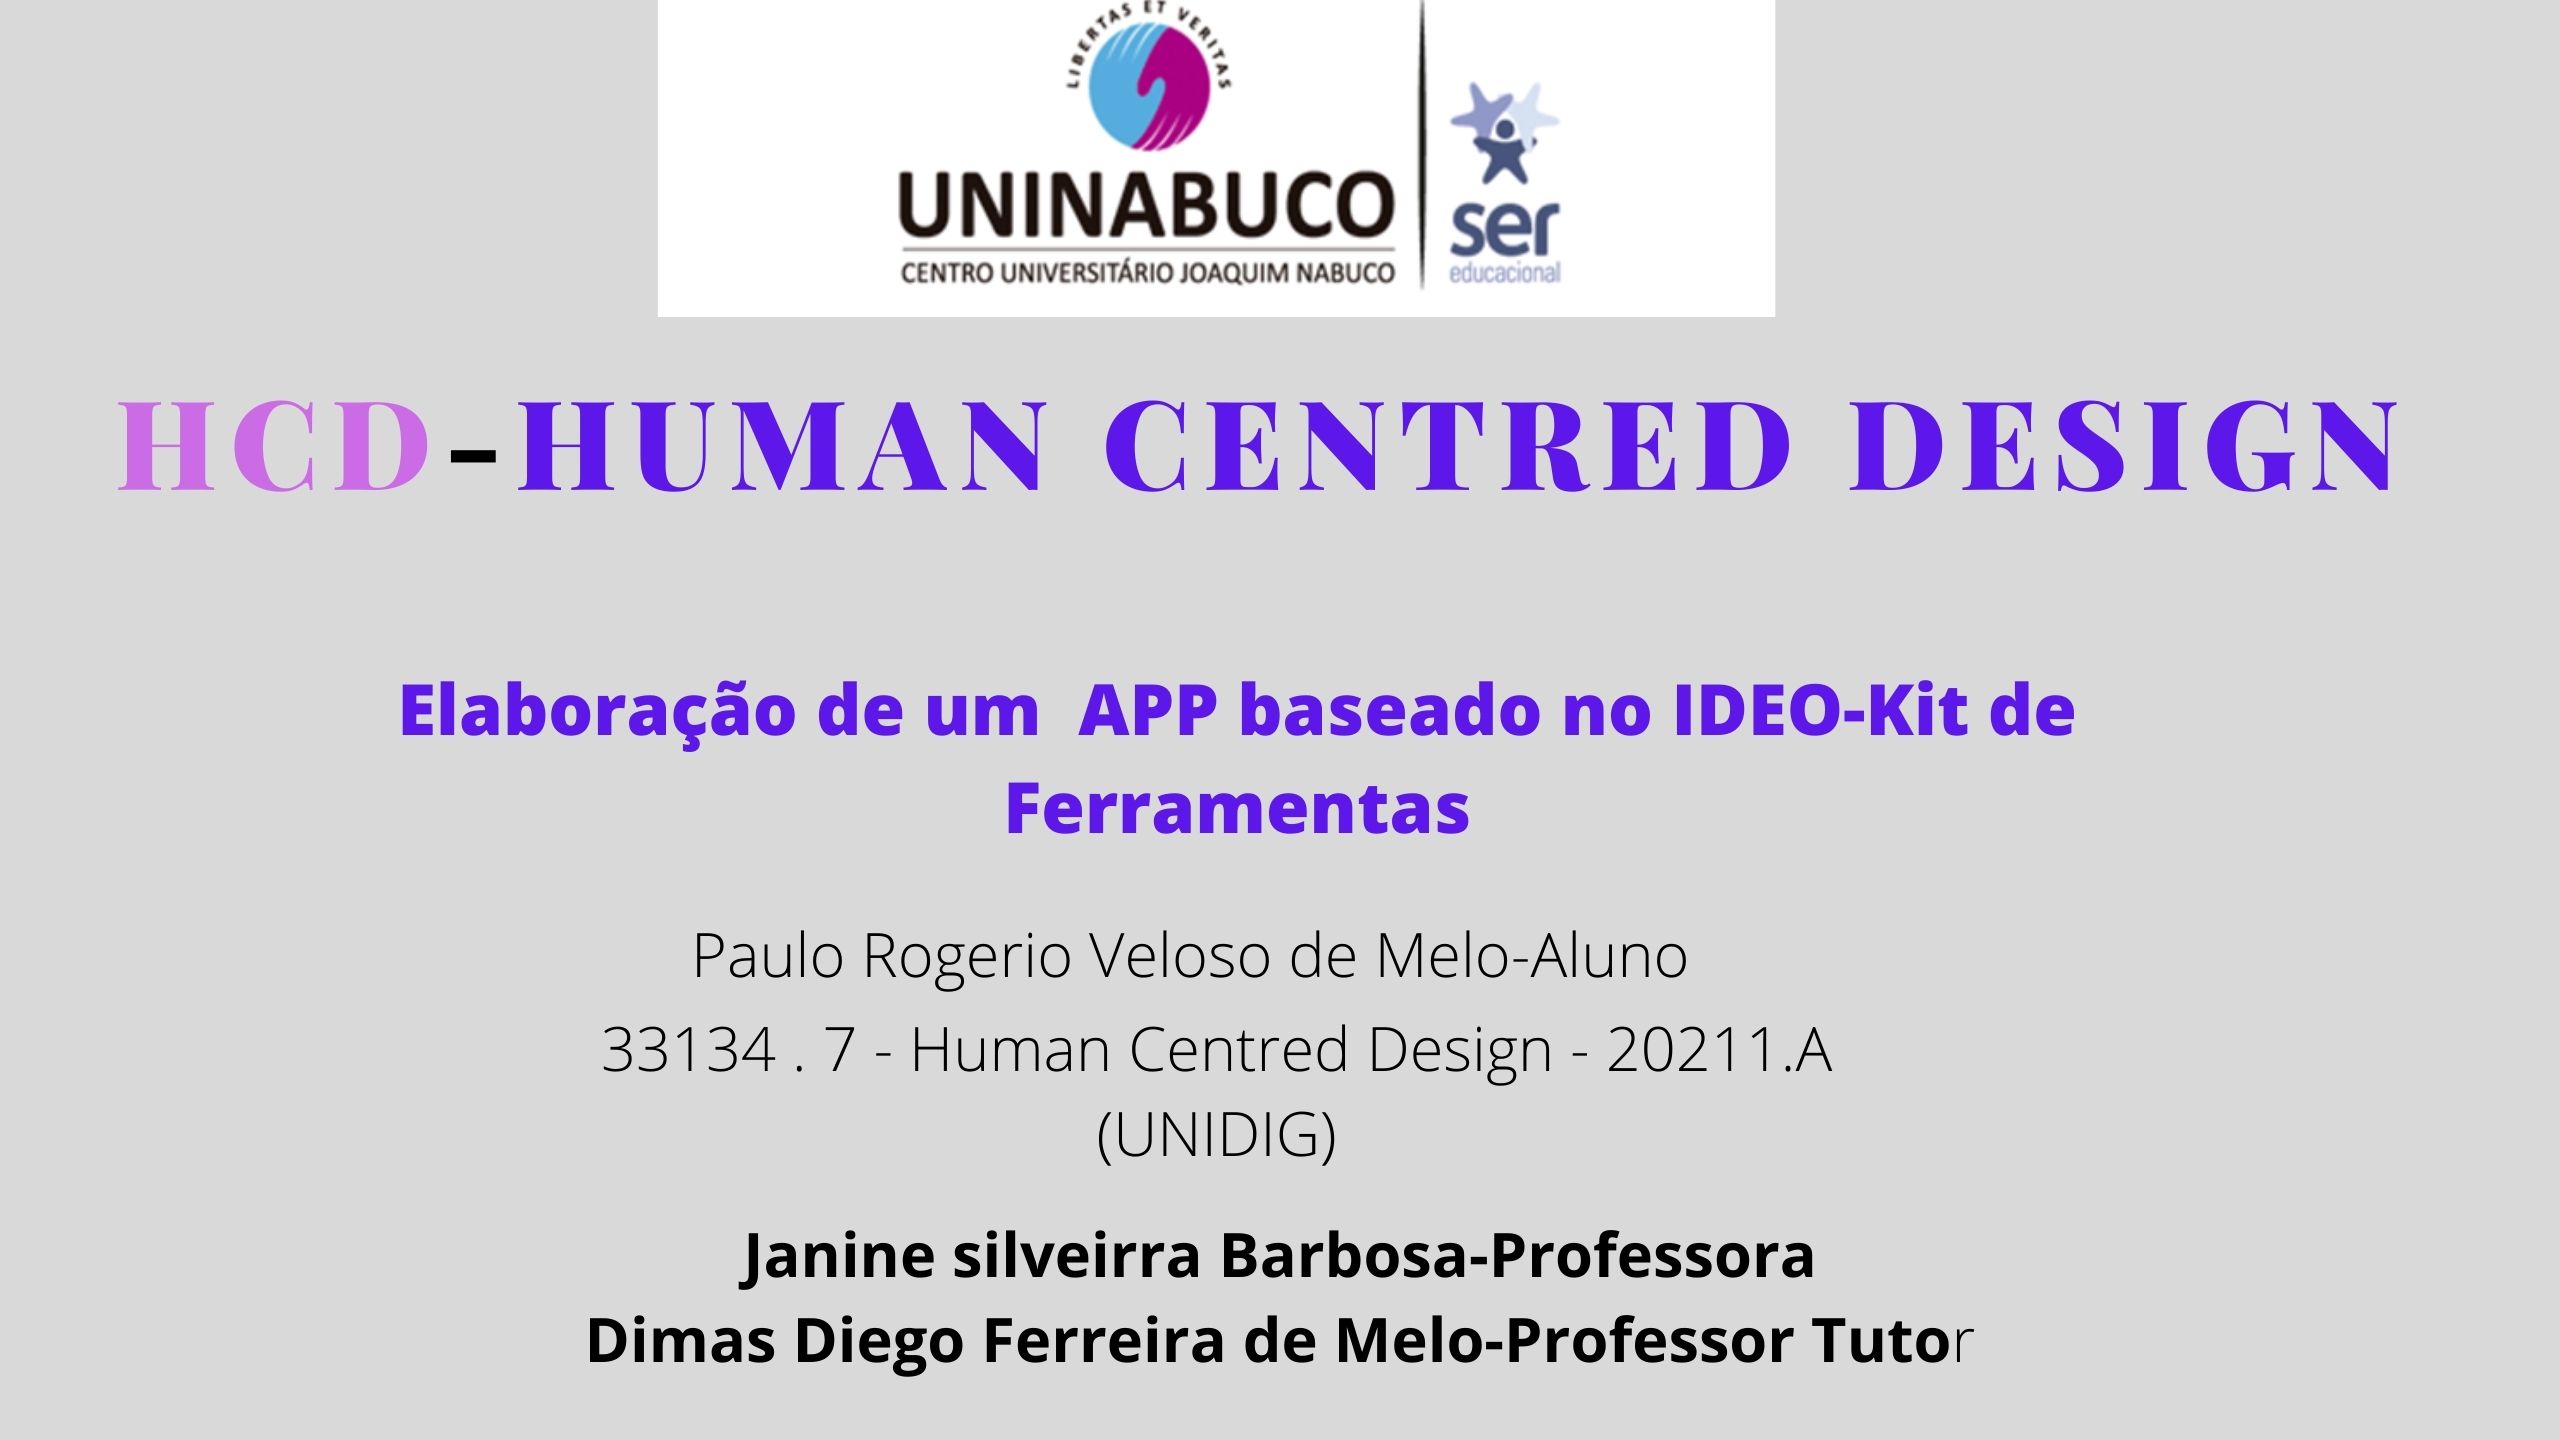 LIBERTAS ET VERITAS
UNINABUCO
CENTRO UNIVERSITÁRIO JOAQUIM NABUCO
ser
educacional
HCD-HUMAN CENTRED DESIGN
Elaboração de um  APP baseado no IDEO-Kit de
Ferramentas
Paulo Rogerio Veloso de Melo-Aluno
33134 . 7 - Human Centred Design - 20211.A
(UNIDIG)
Janine silveirra Barbosa-Professora
Dimas Diego Ferreira de Melo-Professor Tutor